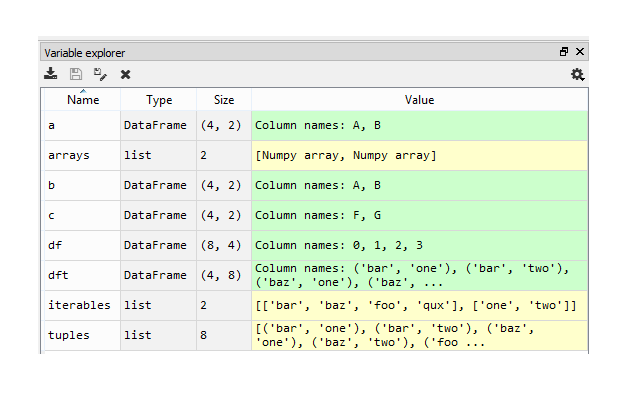 Variable explorer
Name Type Size Value
a DataFrame (4, 2) Column names: A, B
arrays list 2 [Numpy array, Numpy array]
b DataFrame (4, 2) Column names: A, B
c DataFrame (4, 2) Column names: F, G
df DataFrame (8, 4) Column names: 0, 1, 2, 3
dft DataFrame (4, 8) Column names: ('bar', 'one'), ('bar', 'two'),
('baz', 'one'), ('baz', ...
iterables list 2 [['bar', 'baz', 'foo', 'qux'], ['one', 'two']]
tuples list 8 [('bar', 'one'), ('bar', 'two'), ('baz',
'one'), ('baz', 'two'), ('foo ...